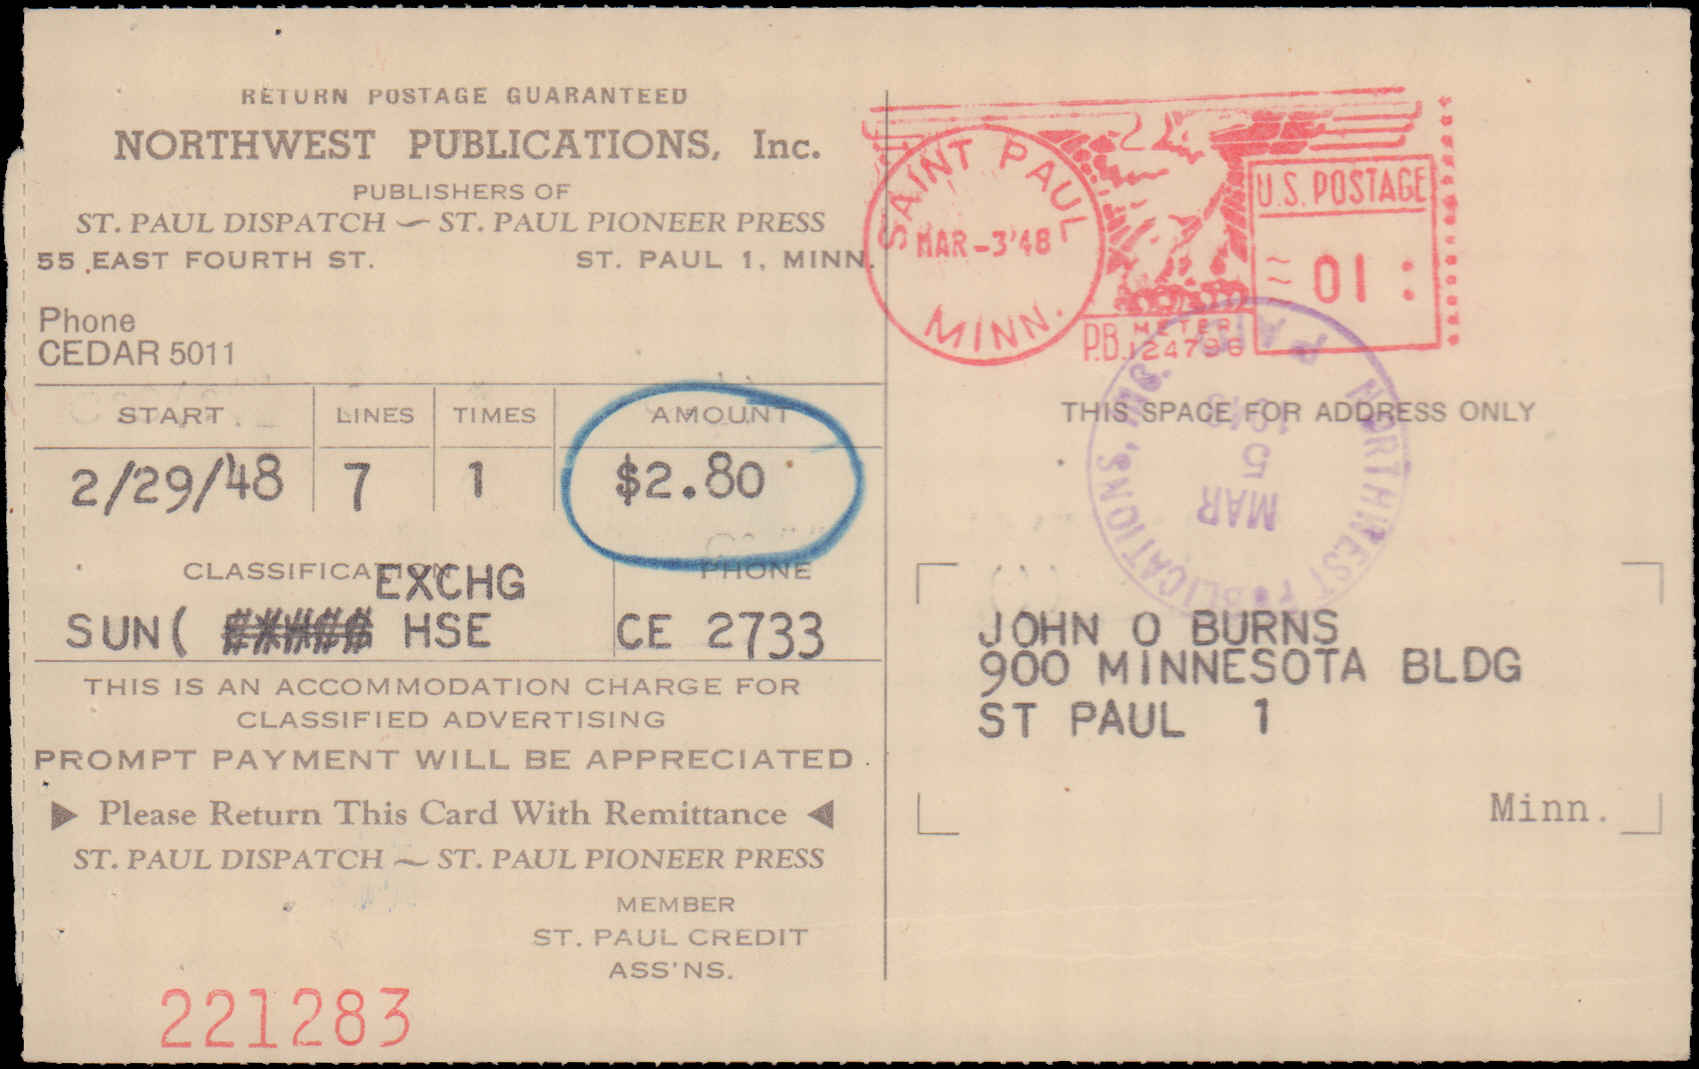 RETURN POSTAGE GUARANTEED
NORTHWEST PUBLICATIONS, Inc.
PUBLISHERS OF
ST. PAUL DISPATCH — ST. PAUL PIONEER PRESS
55 EAST FOURTH ST. ST. PAUL 1, MINN.
Phone
CEDAR 5011
START LINES TIMES AMOUNT
2/29/48 7 1 $2.80
CLASSIFICATION PHONE
EXCHG
SUN( HSE CE 2733
THIS IS AN ACCOMMODATION CHARGE FOR
CLASSIFIED ADVERTISING
PROMPT PAYMENT WILL BE APPRECIATED
▶ Please Return This Card With Remittance ◀
ST. PAUL DISPATCH ~ ST. PAUL PIONEER PRESS
MEMBER
ST. PAUL CREDIT
ASS'NS.
221283
SAINT PAUL
MAR -3'48
MINN.
U.S. POSTAGE
01
P.B. METER
124796
THIS SPACE FOR ADDRESS ONLY
NORTHWEST PUBLICATIONS, INC.
PAID
MAR
5
1948
JOHN O BURNS
900 MINNESOTA BLDG
ST PAUL 1
Minn.